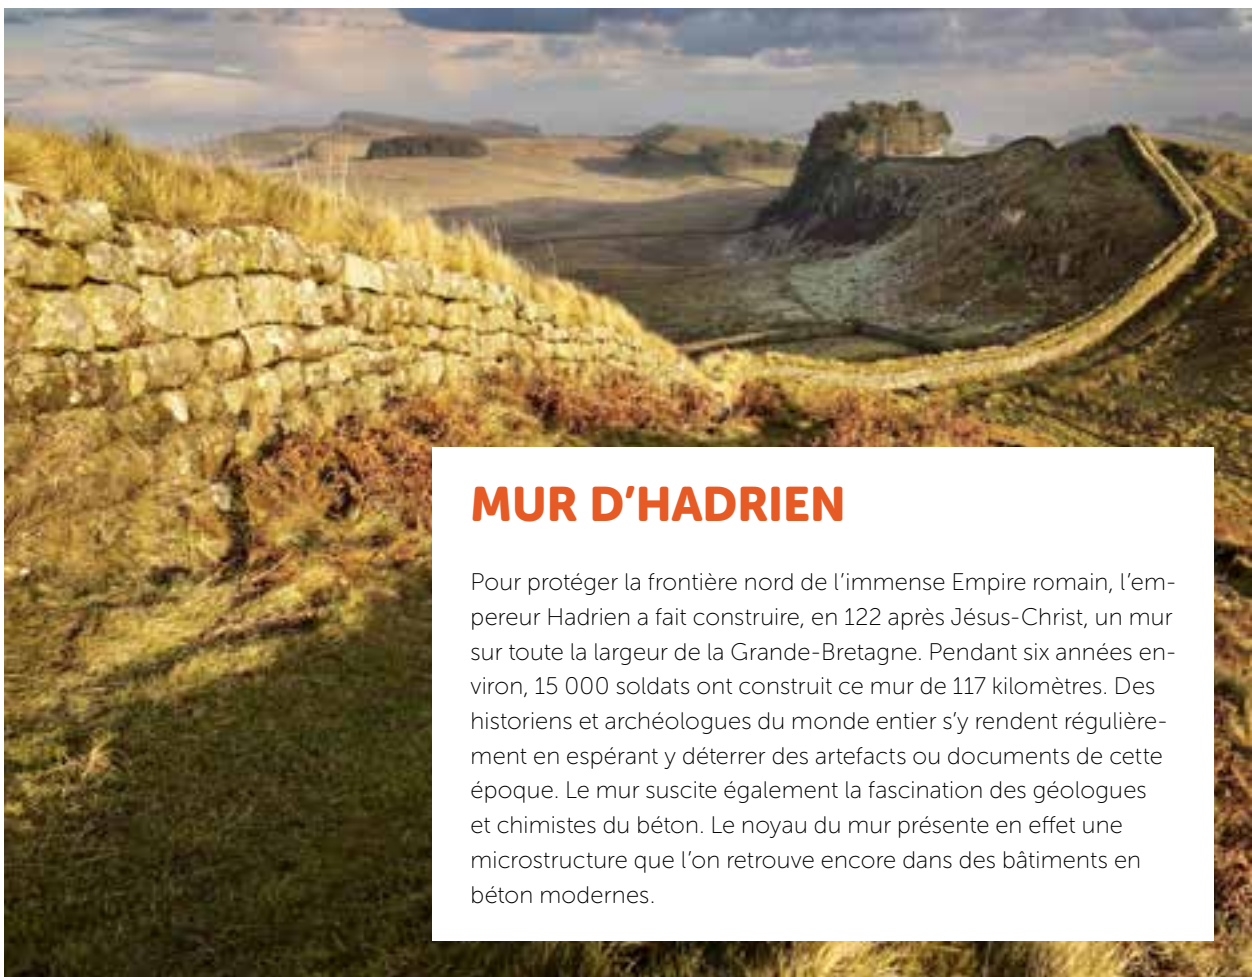 MUR D'HADRIEN
Pour protéger la frontière nord de l'immense Empire romain, l'em-
pereur Hadrien a fait construire, en 122 après Jésus-Christ, un mur
sur toute la largeur de la Grande-Bretagne. Pendant six années en-
viron, 15 000 soldats ont construit ce mur de 117 kilomètres. Des
historiens et archéologues du monde entier s'y rendent régulière-
ment en espérant y déterrer des artefacts ou documents de cette
époque. Le mur suscite également la fascination des géologues
et chimistes du béton. Le noyau du mur présente en effet une
microstructure que l'on retrouve encore dans des bâtiments en
béton modernes.